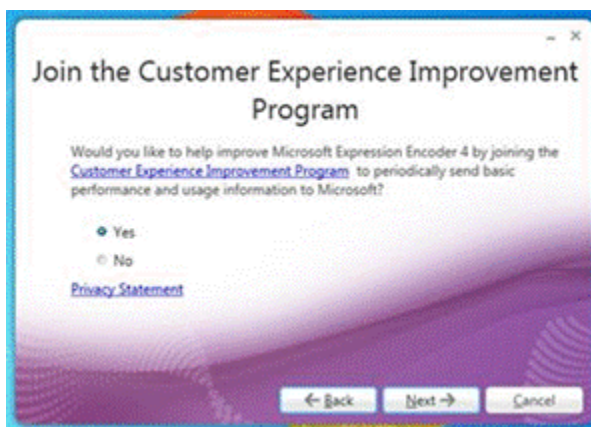 Join the Customer Experience Improvement
Program
Would you like to help improve Microsoft Expression Encoder 4 by joining the
Customer Experience Improvement Program to periodically send basic
performance and usage information to Microsoft?
Yes
No
Privacy Statement
← Back Next → Cancel